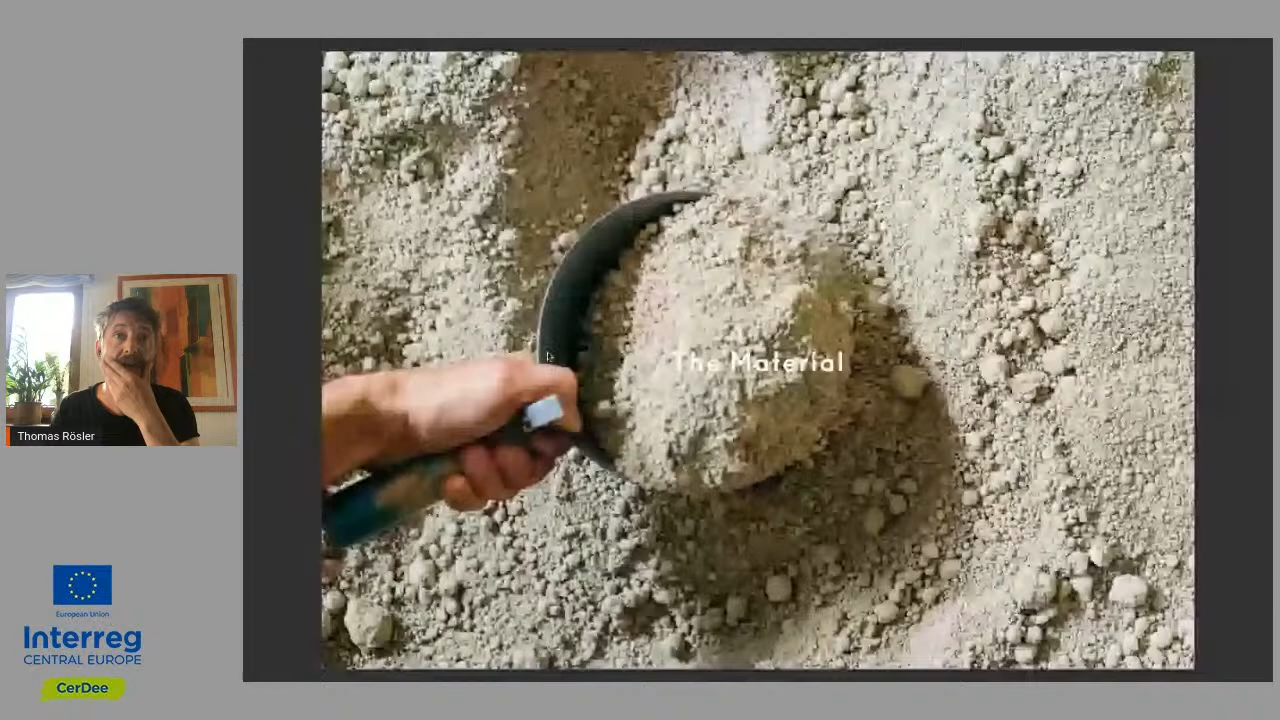 The Material
Thomas Rösler
European Union
Interreg
CENTRAL EUROPE
CerDee